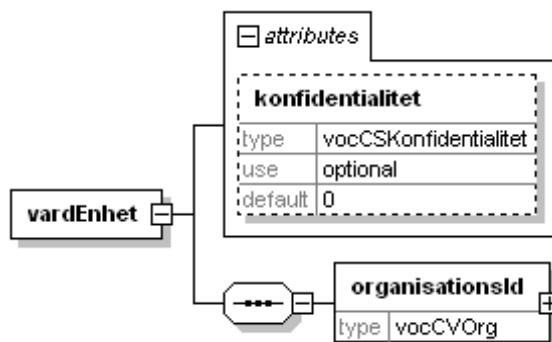 attributes
konfidentialitet
type vocCSKonfidentialitet
use optional
default 0
vardEnhet
organisationsId
type vocCVOrg